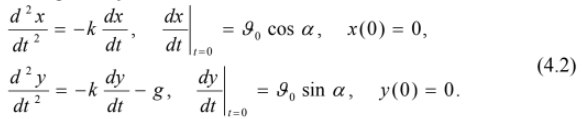 d²x/dt² = −k dx/dt, dx/dt|ₜ₌₀ = ϑ₀ cos α, x(0) = 0,
(4.2)
d²y/dt² = −k dy/dt − g, dy/dt|ₜ₌₀ = ϑ₀ sin α, y(0) = 0.